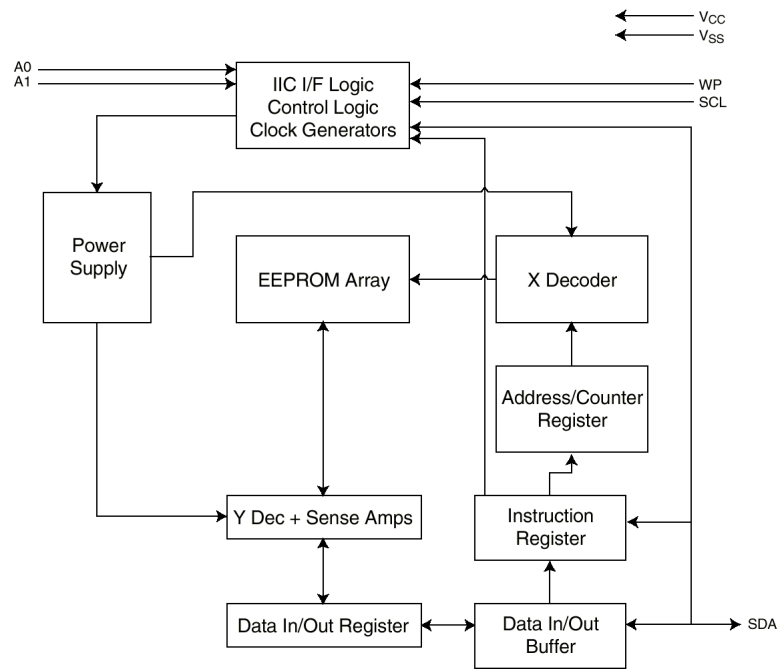 VCC
VSS
A0
A1
IIC I/F Logic
Control Logic
Clock Generators
WP
SCL
Power
Supply
EEPROM Array
X Decoder
Address/Counter
Register
Y Dec + Sense Amps
Instruction
Register
Data In/Out Register
Data In/Out
Buffer
SDA